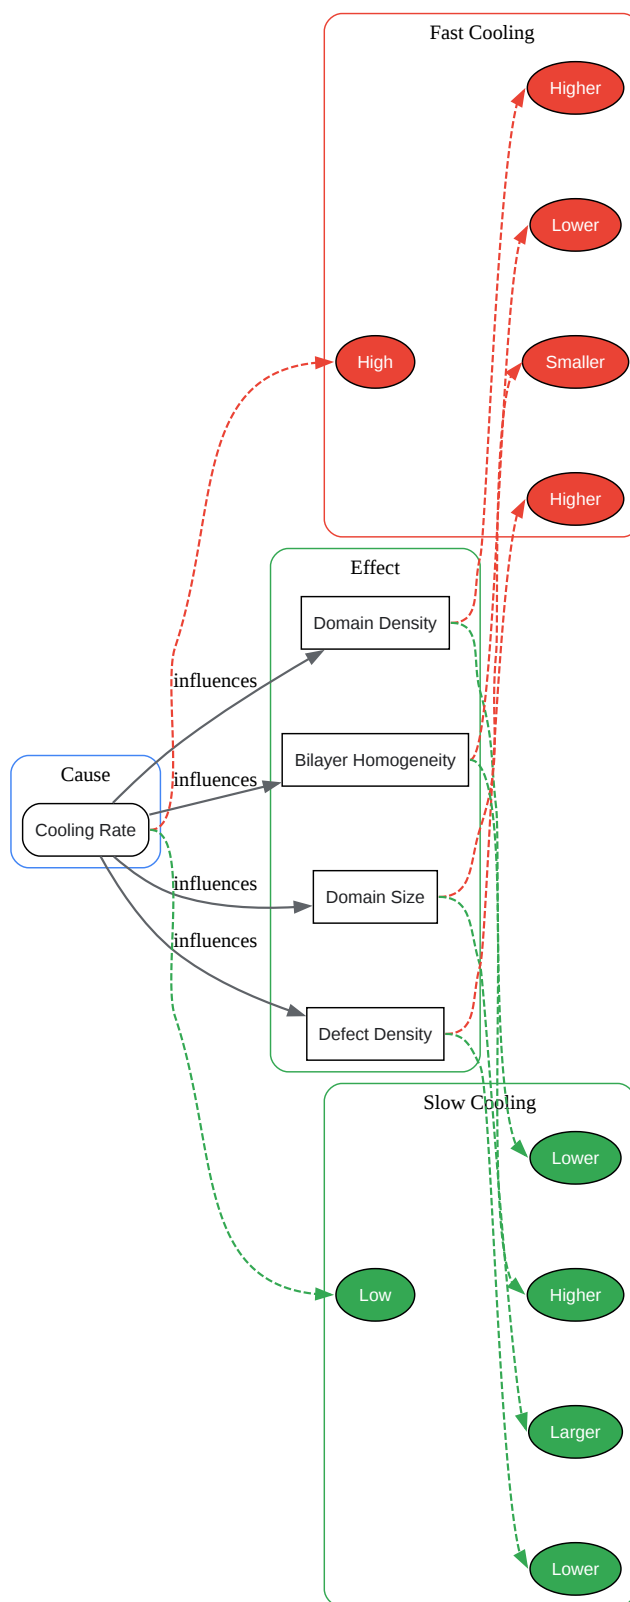 Fast Cooling
Higher
Lower
High
Smaller
Higher
Effect
Domain Density
influences
Bilayer Homogeneity
influences
Cause
Cooling Rate
influences
Domain Size
influences
Defect Density
Slow Cooling
Lower
Low
Higher
Larger
Lower